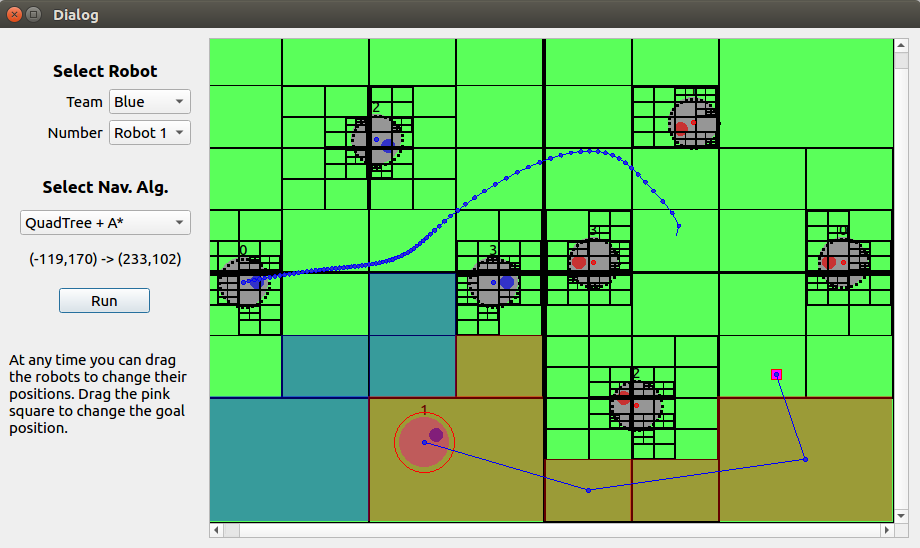 Dialog
Select Robot
Team Blue
Number Robot 1
Select Nav. Alg.
QuadTree + A*
(-119,170) -> (233,102)
Run
At any time you can drag
the robots to change their
positions. Drag the pink
square to change the goal
position.
2
0
3
3
0
2
1